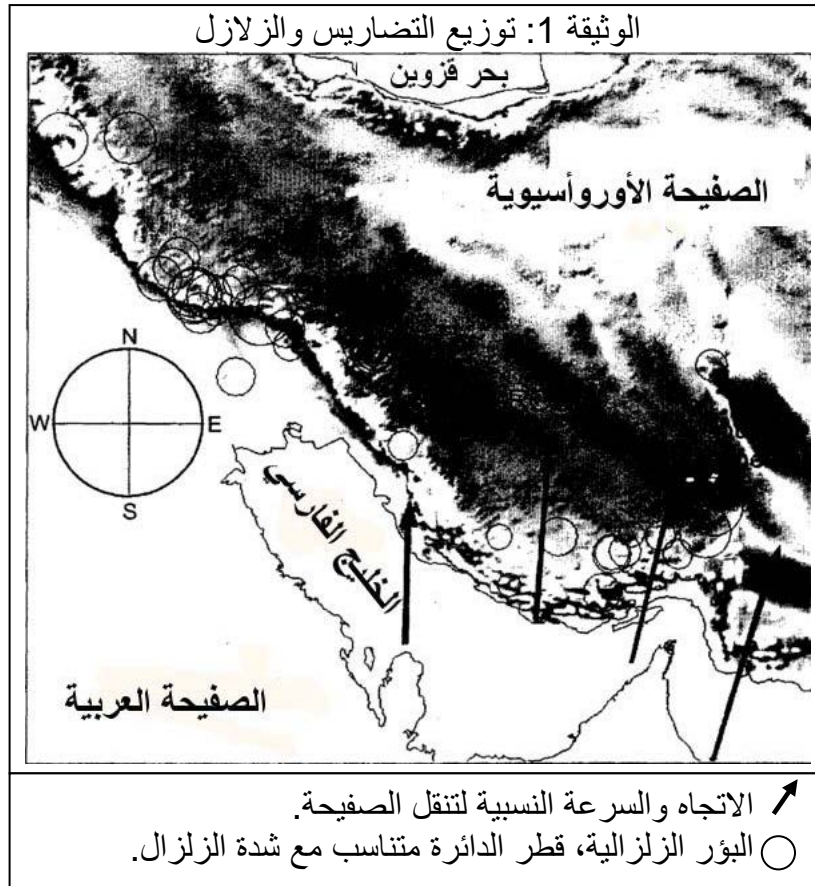 الوثيقة 1: توزيع التضاريس والزلازل
بحر قزوين
الصفيحة الأوروأسيوية
N
W
E
S
الخليج الفارسي
الصفيحة العربية
الاتجاه والسرعة النسبية لتنقل الصفيحة.
البؤر الزلزالية، قطر الدائرة متناسب مع شدة الزلزال.